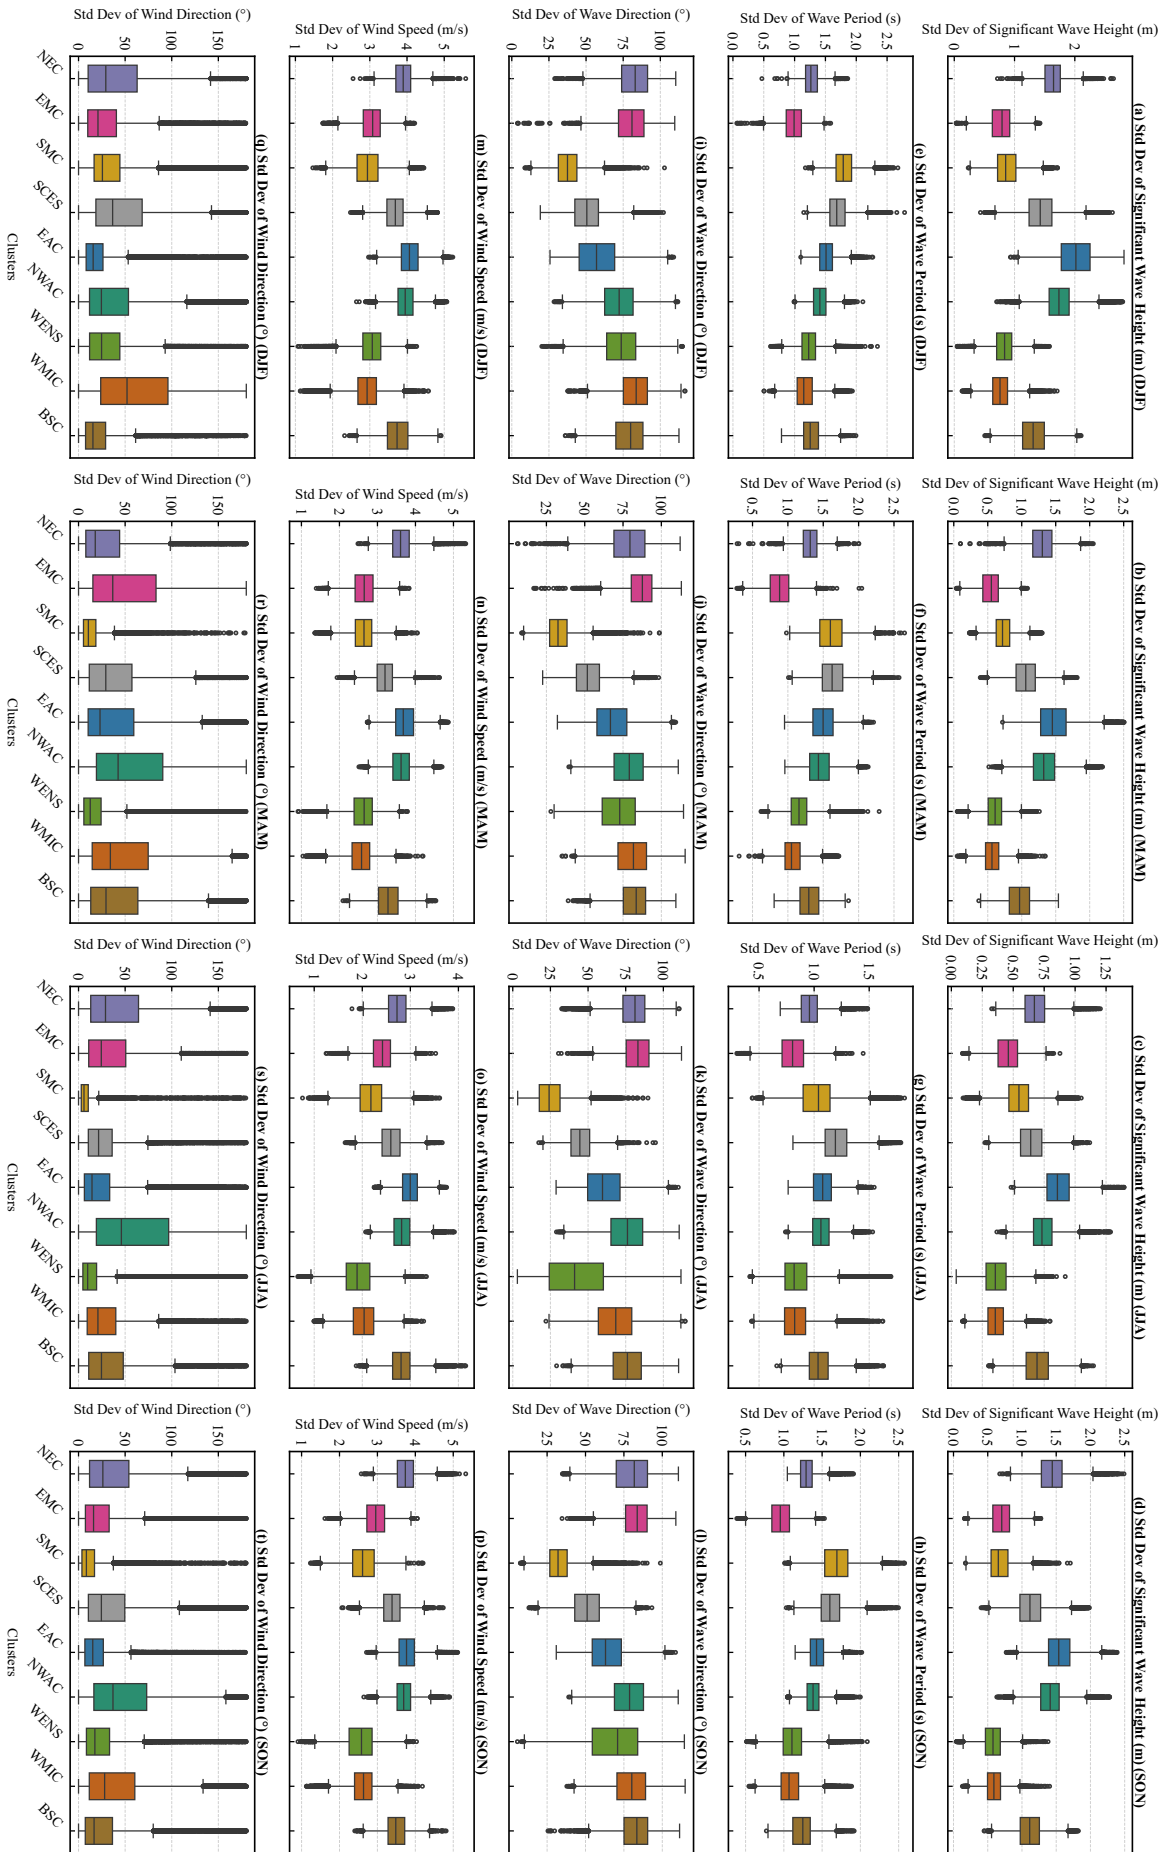 (a) Std Dev of Significant Wave Height (m) (DJF)
Std Dev of Significant Wave Height (m)
2
1
0
(b) Std Dev of Significant Wave Height (m) (MAM)
Std Dev of Significant Wave Height (m)
2.5
2.0
1.5
1.0
0.5
0.0
(c) Std Dev of Significant Wave Height (m) (JJA)
Std Dev of Significant Wave Height (m)
1.25
1.00
0.75
0.50
0.25
0.00
(d) Std Dev of Significant Wave Height (m) (SON)
Std Dev of Significant Wave Height (m)
2.5
2.0
1.5
1.0
0.5
0.0
(e) Std Dev of Wave Period (s) (DJF)
Std Dev of Wave Period (s)
2.5
2.0
1.5
1.0
0.5
0.0
(f) Std Dev of Wave Period (s) (MAM)
Std Dev of Wave Period (s)
2.5
2.0
1.5
1.0
0.5
(g) Std Dev of Wave Period (s) (JJA)
Std Dev of Wave Period (s)
1.5
1.0
0.5
(h) Std Dev of Wave Period (s) (SON)
Std Dev of Wave Period (s)
2.5
2.0
1.5
1.0
0.5
(i) Std Dev of Wave Direction (°) (DJF)
Std Dev of Wave Direction (°)
100
75
50
25
0
(j) Std Dev of Wave Direction (°) (MAM)
Std Dev of Wave Direction (°)
100
75
50
25
0
(k) Std Dev of Wave Direction (°) (JJA)
Std Dev of Wave Direction (°)
100
75
50
25
0
(l) Std Dev of Wave Direction (°) (SON)
Std Dev of Wave Direction (°)
100
75
50
25
0
(m) Std Dev of Wind Speed (m/s) (DJF)
Std Dev of Wind Speed (m/s)
5
4
3
2
1
(n) Std Dev of Wind Speed (m/s) (MAM)
Std Dev of Wind Speed (m/s)
5
4
3
2
1
(o) Std Dev of Wind Speed (m/s) (JJA)
Std Dev of Wind Speed (m/s)
4
3
2
1
(p) Std Dev of Wind Speed (m/s) (SON)
Std Dev of Wind Speed (m/s)
5
4
3
2
1
(q) Std Dev of Wind Direction (°) (DJF)
Std Dev of Wind Direction (°)
150
100
50
0
NEC EMC SMC SCES EAC NWAC WENS WMIC BSC
Clusters
(r) Std Dev of Wind Direction (°) (MAM)
Std Dev of Wind Direction (°)
150
100
50
0
NEC EMC SMC SCES EAC NWAC WENS WMIC BSC
Clusters
(s) Std Dev of Wind Direction (°) (JJA)
Std Dev of Wind Direction (°)
150
100
50
0
NEC EMC SMC SCES EAC NWAC WENS WMIC BSC
Clusters
(t) Std Dev of Wind Direction (°) (SON)
Std Dev of Wind Direction (°)
150
100
50
0
NEC EMC SMC SCES EAC NWAC WENS WMIC BSC
Clusters